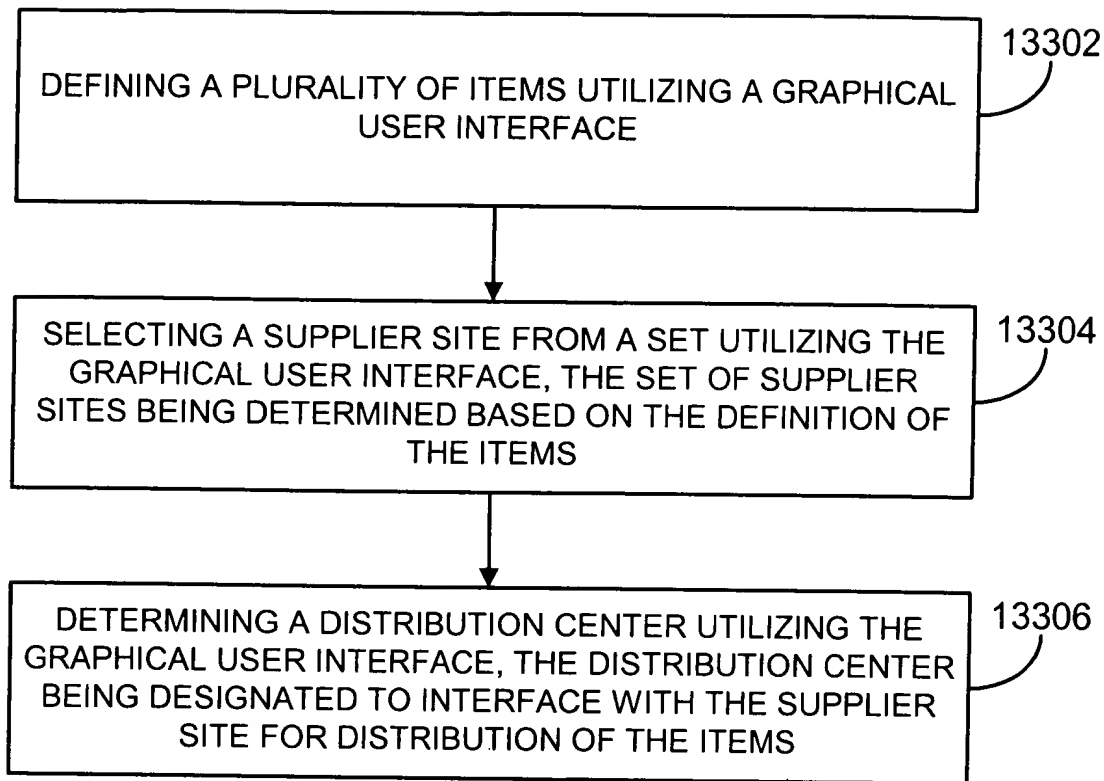 13302
DEFINING A PLURALITY OF ITEMS UTILIZING A GRAPHICAL
USER INTERFACE
13304
SELECTING A SUPPLIER SITE FROM A SET UTILIZING THE
GRAPHICAL USER INTERFACE, THE SET OF SUPPLIER
SITES BEING DETERMINED BASED ON THE DEFINITION OF
THE ITEMS
13306
DETERMINING A DISTRIBUTION CENTER UTILIZING THE
GRAPHICAL USER INTERFACE, THE DISTRIBUTION CENTER
BEING DESIGNATED TO INTERFACE WITH THE SUPPLIER
SITE FOR DISTRIBUTION OF THE ITEMS